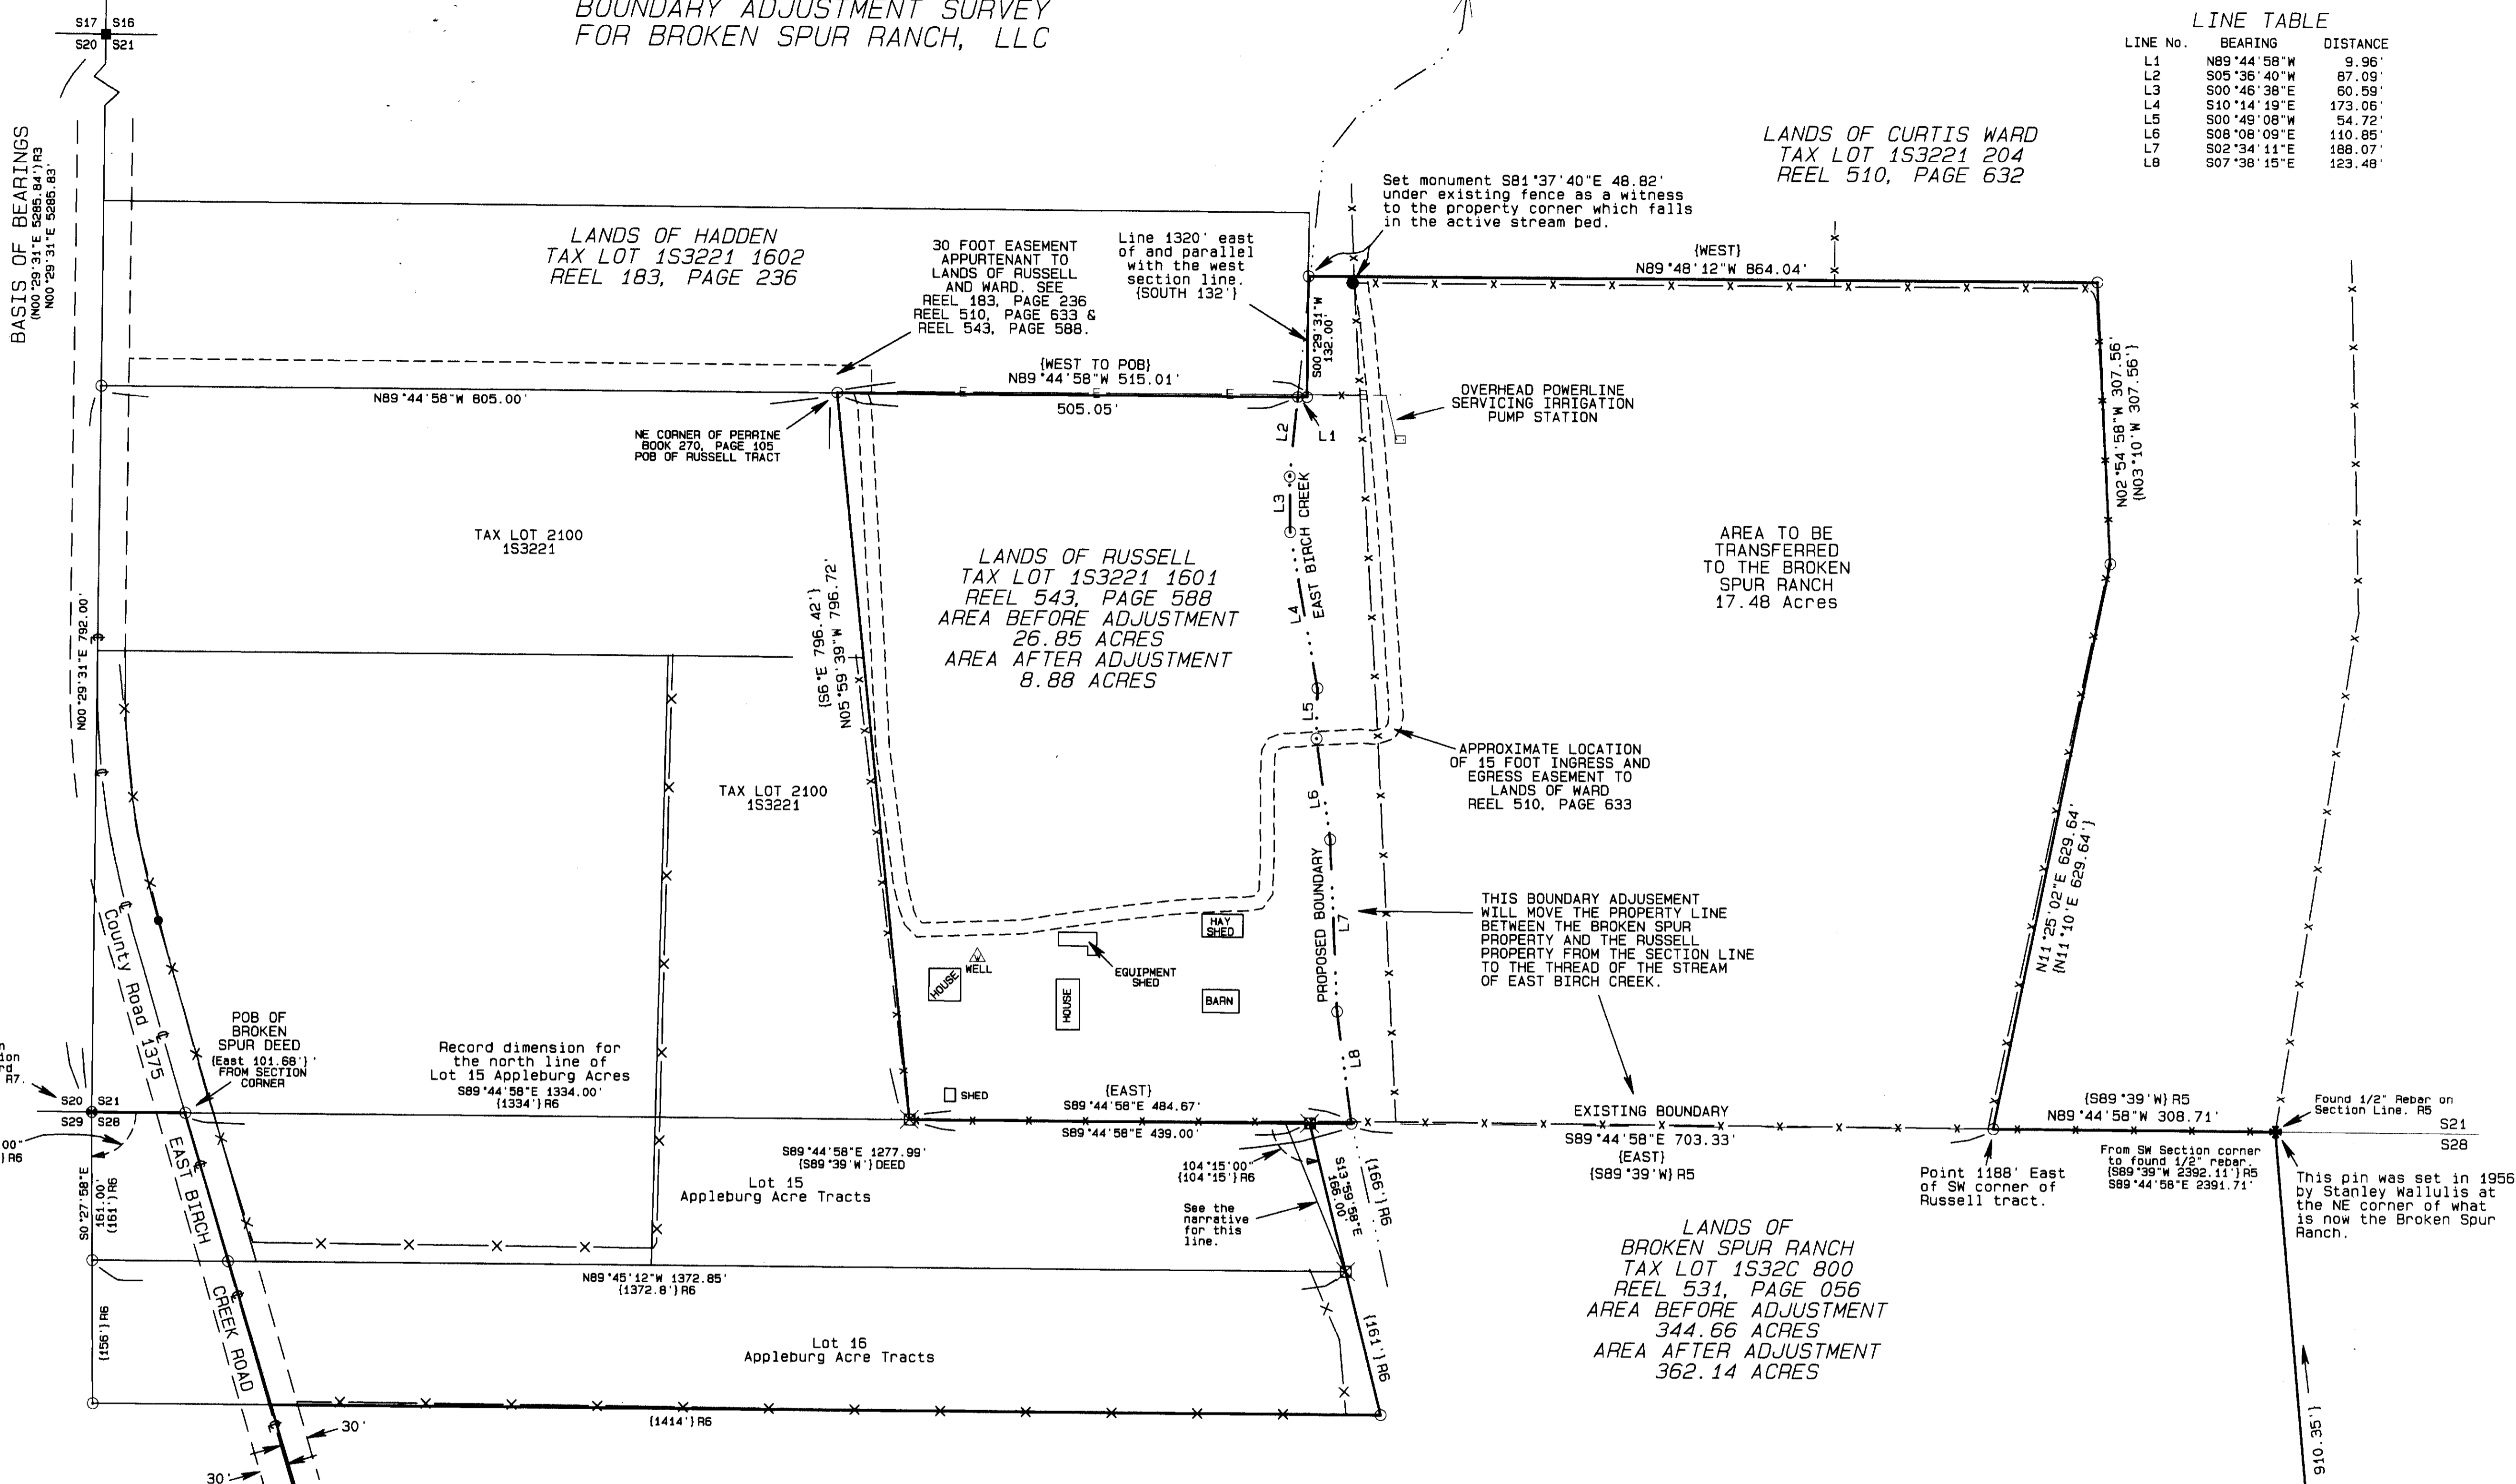 BOUNDARY ADJUSTMENT SURVEY
FOR BROKEN SPUR RANCH, LLC
S17 S16
S20 S21
LINE TABLE
LINE No. BEARING DISTANCE
L1 N89°44'58"W 9.96'
L2 S05°36'40"W 87.09'
L3 S00°46'38"E 60.59'
L4 S10°14'19"E 173.06'
L5 S00°49'08"W 54.72'
L6 S08°08'09"E 110.85'
L7 S02°34'11"E 188.07'
L8 S07°38'15"E 123.48'
BASIS OF BEARINGS
(N00°29'31"E 5285.84')R3
N00°29'31"E 5285.83'
LANDS OF HADDEN
TAX LOT 1S3221 1602
REEL 183, PAGE 236
30 FOOT EASEMENT
APPURTENANT TO
LANDS OF RUSSELL
AND WARD. SEE
REEL 183, PAGE 236
REEL 510, PAGE 633 &
REEL 543, PAGE 588.
Line 1320' east
of and parallel
with the west
section line.
{SOUTH 132'}
Set monument S81°37'40"E 48.82'
under existing fence as a witness
to the property corner which falls
in the active stream bed.
LANDS OF CURTIS WARD
TAX LOT 1S3221 204
REEL 510, PAGE 632
{WEST}
N89°48'12"W 864.04'
S00°29'31"W
132.00'
{WEST TO POB}
N89°44'58"W 515.01'
505.05'
E E E E
N89°44'58"W 805.00'
NE CORNER OF PERRINE
BOOK 270, PAGE 105
POB OF RUSSELL TRACT
OVERHEAD POWERLINE
SERVICING IRRIGATION
PUMP STATION
L1
L2
L3
L4
L5
L6
L7
L8
EAST BIRCH CREEK
PROPOSED BOUNDARY
N02°54'58"W 307.56'
{N03°10'W 307.56'}
TAX LOT 2100
1S3221
LANDS OF RUSSELL
TAX LOT 1S3221 1601
REEL 543, PAGE 588
AREA BEFORE ADJUSTMENT
26.85 ACRES
AREA AFTER ADJUSTMENT
8.88 ACRES
AREA TO BE
TRANSFERRED
TO THE BROKEN
SPUR RANCH
17.48 Acres
N00°29'31"E 792.00'
{S6°E 796.42'}
N05°59'39"W 796.72'
TAX LOT 2100
1S3221
APPROXIMATE LOCATION
OF 15 FOOT INGRESS AND
EGRESS EASEMENT TO
LANDS OF WARD
REEL 510, PAGE 633
N11°25'02"E 629.64'
{N11°10'E 629.64'}
THIS BOUNDARY ADJUSEMENT
WILL MOVE THE PROPERTY LINE
BETWEEN THE BROKEN SPUR
PROPERTY AND THE RUSSELL
PROPERTY FROM THE SECTION LINE
TO THE THREAD OF THE STREAM
OF EAST BIRCH CREEK.
HAY
SHED
WELL
EQUIPMENT
SHED
HOUSE
HOUSE
BARN
SHED
County Road 1375
EAST BIRCH
CREEK ROAD
POB OF
BROKEN
SPUR DEED
{East 101.68'}'
FROM SECTION
CORNER
Record dimension for
the north line of
Lot 15 Appleburg Acres
S89°44'58"E 1334.00'
{1334'}R6
R7.
S20 S21
S29 S28
00"
}R6
{EAST}
S89°44'58"E 484.67'
S89°44'58"E 439.00'
EXISTING BOUNDARY
S89°44'58"E 703.33'
{EAST}
{S89°39'W}R5
{S89°39'W}R5
N89°44'58"W 308.71'
Found 1/2" Rebar on
Section Line. R5
S21
S28
S89°44'58"E 1277.99'
{S89°39'W}DEED
Lot 15
Appleburg Acre Tracts
104°15'00"
{104°15'}R6
S13°59'58"E
166.00'
{166'}R6
See the
narrative
for this
line.
Point 1188' East
of SW corner of
Russell tract.
From SW Section corner
to found 1/2" rebar.
{S89°39"W 2392.11'}R5
S89°44'58"E 2391.71'
This pin was set in 1956
by Stanley Wallulis at
the NE corner of what
is now the Broken Spur
Ranch.
S0°27'58"E
161.00'
{161'}R6
N89°45'12"W 1372.85'
{1372.8'}R6
{156'}R6
LANDS OF
BROKEN SPUR RANCH
TAX LOT 1S32C 800
REEL 531, PAGE 056
AREA BEFORE ADJUSTMENT
344.66 ACRES
AREA AFTER ADJUSTMENT
362.14 ACRES
Lot 16
Appleburg Acre Tracts
{161'}R6
{1414'}R6
30'
30'
910.35'}